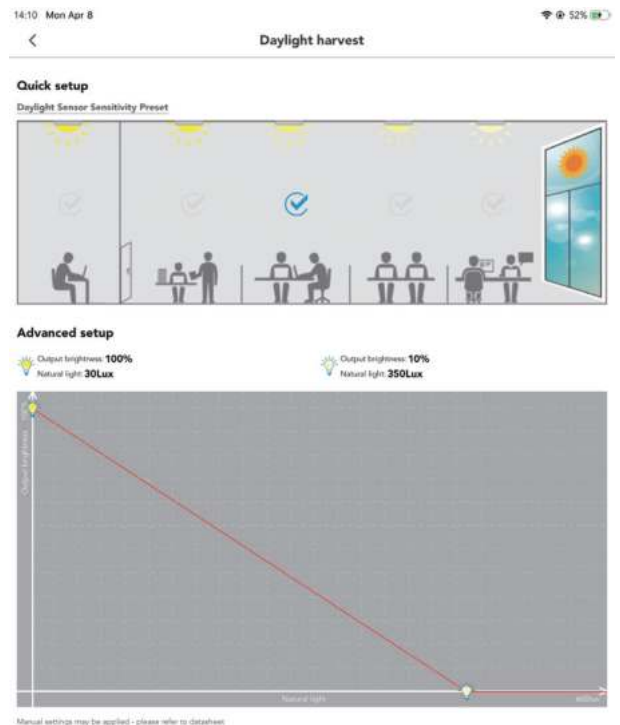 14:10 Mon Apr 8 52%
Daylight harvest
Quick setup
Daylight Sensor Sensitivity Preset
Advanced setup
Output brightness: 100%
Natural light: 30Lux
Output brightness: 10%
Natural light: 350Lux
Output brightness
Natural light
Manual settings may be applied - please refer to datasheet